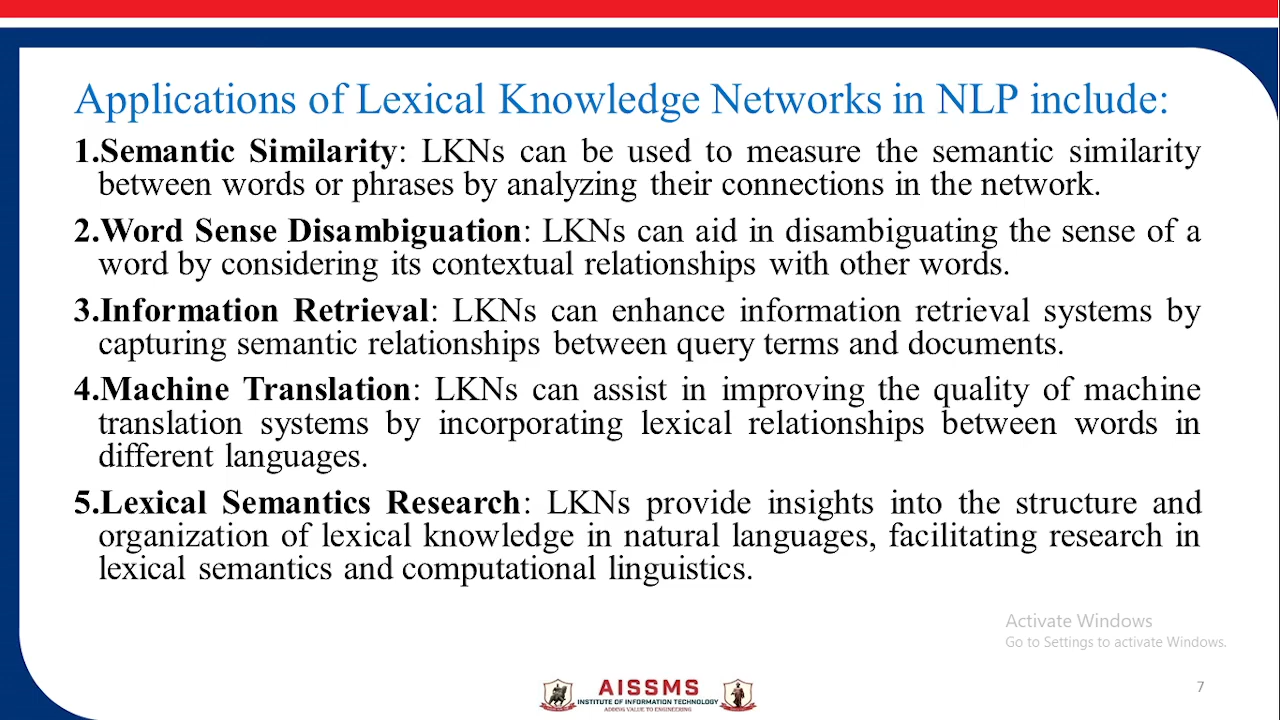 Applications of Lexical Knowledge Networks in NLP include:
1.Semantic Similarity: LKNs can be used to measure the semantic similarity
between words or phrases by analyzing their connections in the network.
2.Word Sense Disambiguation: LKNs can aid in disambiguating the sense of a
word by considering its contextual relationships with other words.
3.Information Retrieval: LKNs can enhance information retrieval systems by
capturing semantic relationships between query terms and documents.
4.Machine Translation: LKNs can assist in improving the quality of machine
translation systems by incorporating lexical relationships between words in
different languages.
5.Lexical Semantics Research: LKNs provide insights into the structure and
organization of lexical knowledge in natural languages, facilitating research in
lexical semantics and computational linguistics.
Activate Windows
Go to Settings to activate Windows.
AISSMS
INSTITUTE OF INFORMATION TECHNOLOGY
ADDING VALUE TO ENGINEERING
7